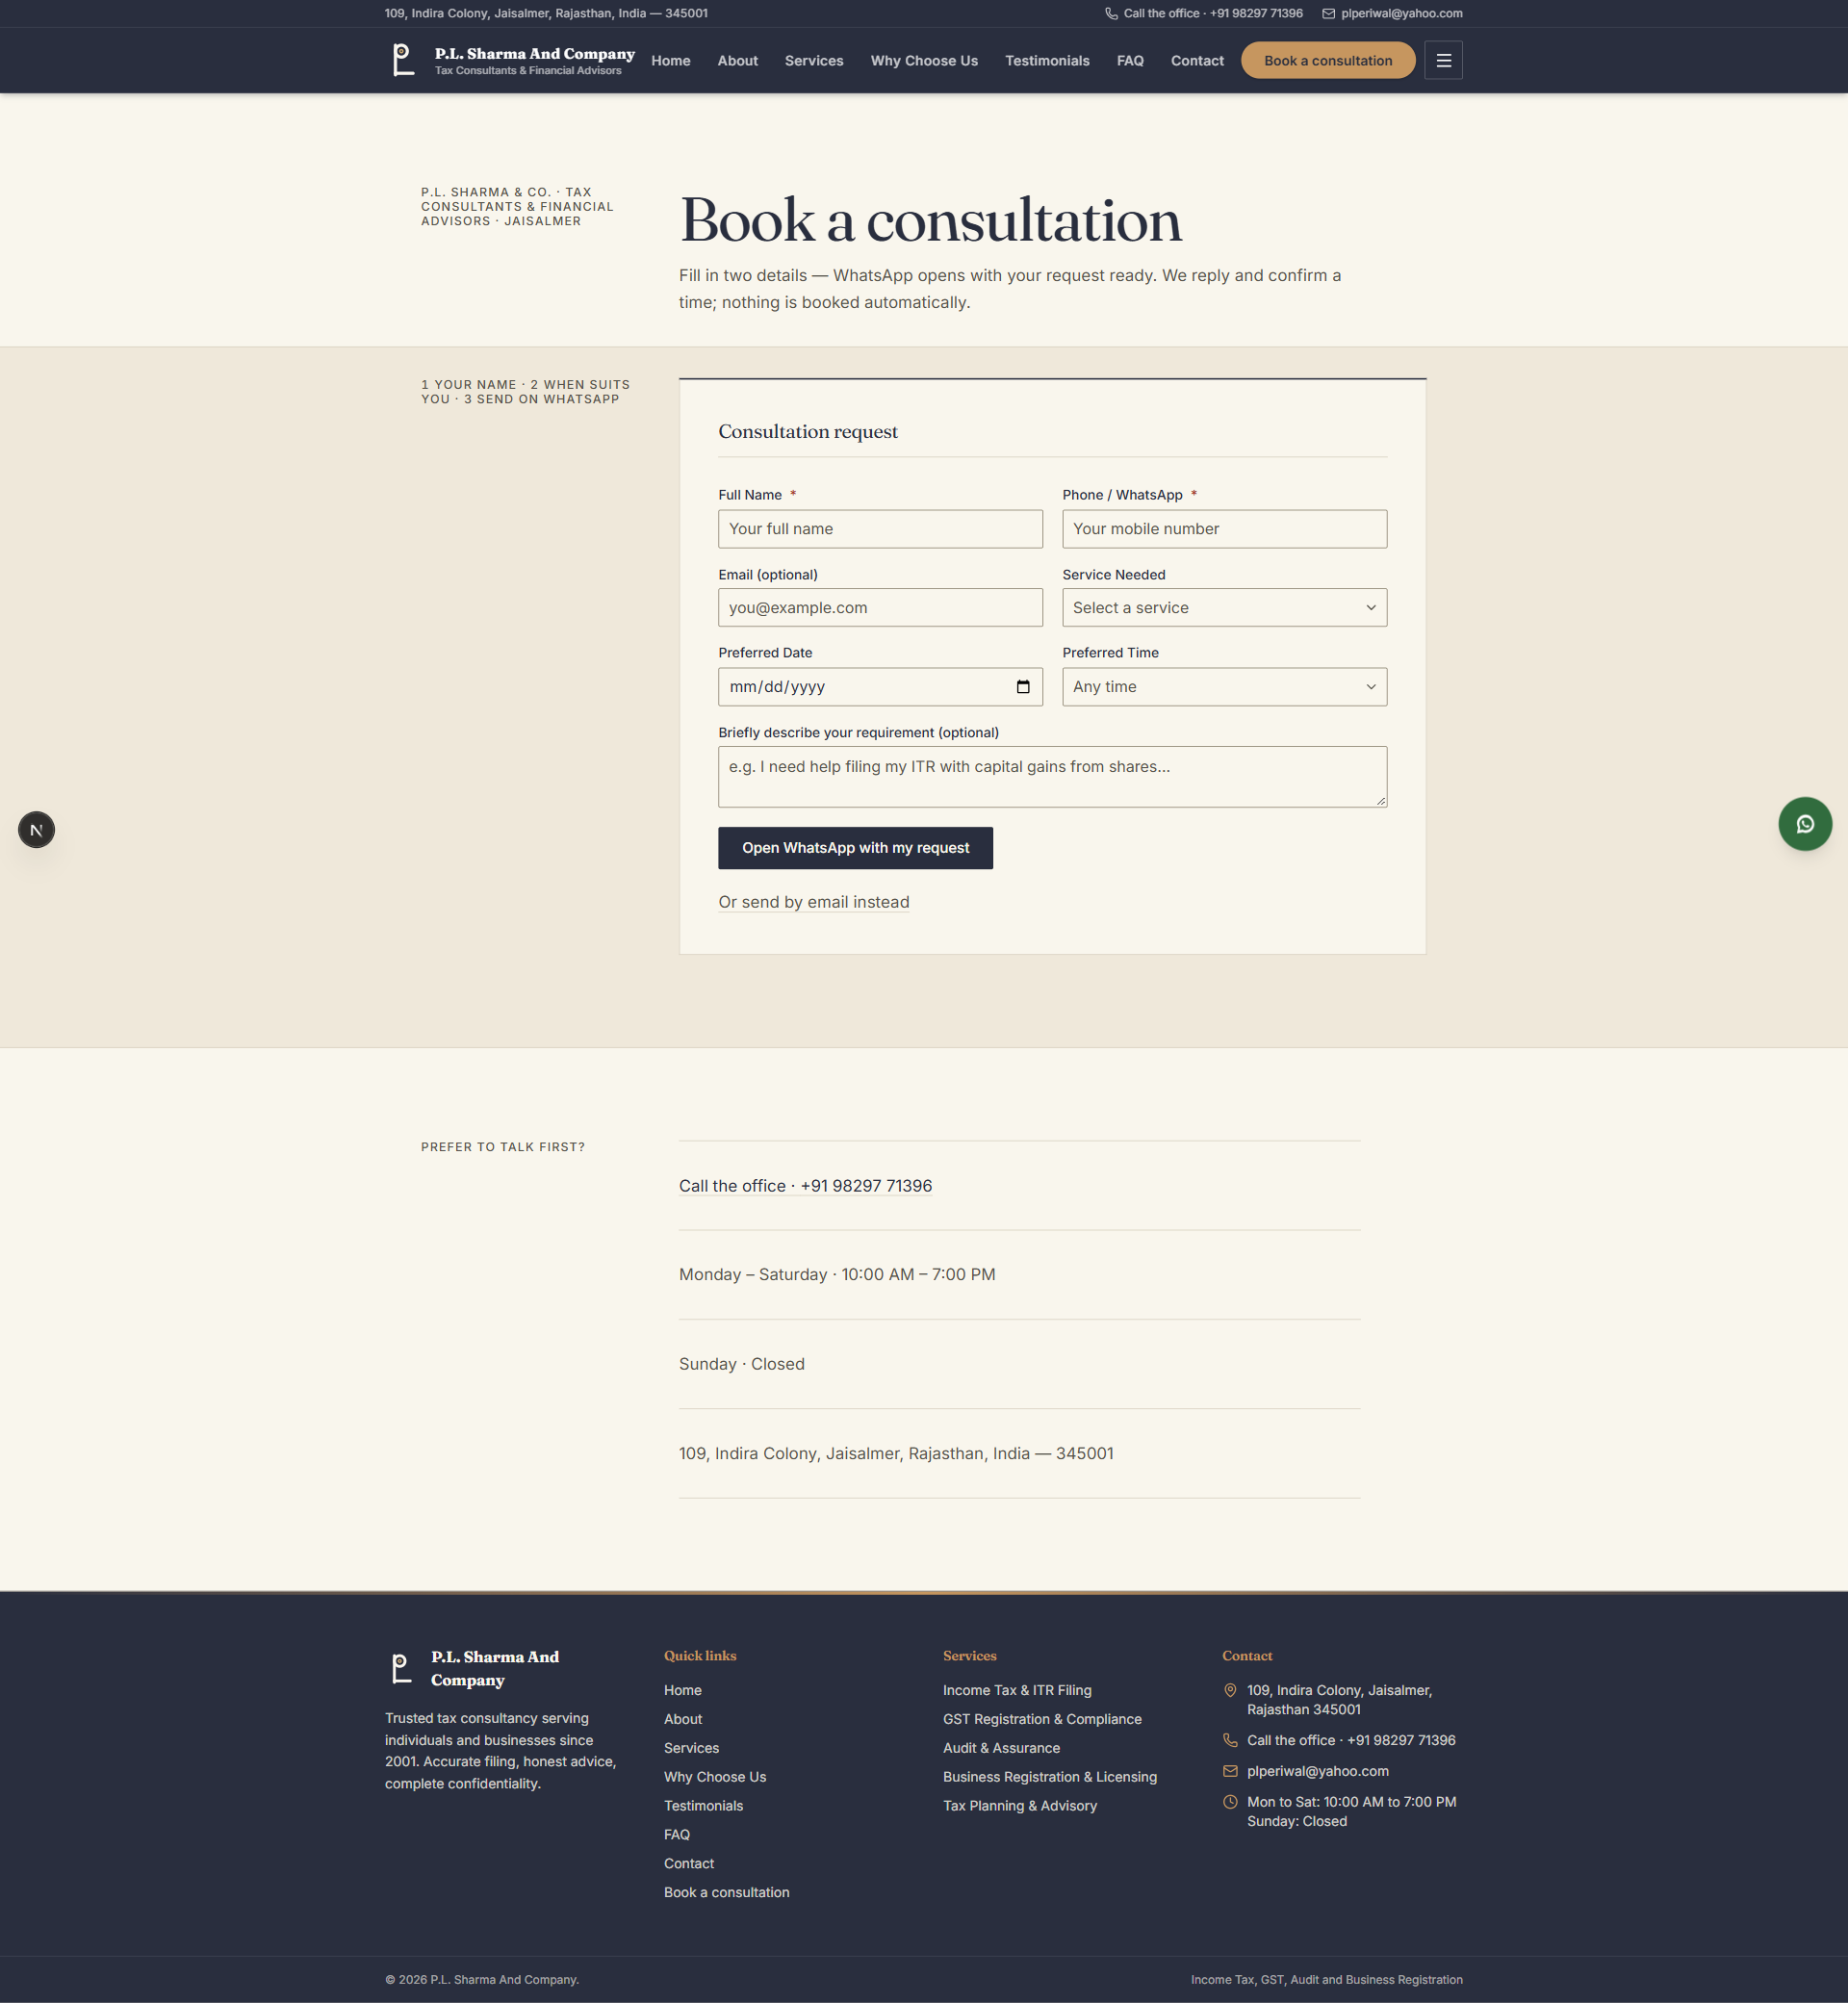 109, Indira Colony, Jaisalmer, Rajasthan, India — 345001
Call the office · +91 98297 71396
plperiwal@yahoo.com
P.L. Sharma And Company
Tax Consultants & Financial Advisors
Home
About
Services
Why Choose Us
Testimonials
FAQ
Contact
Book a consultation
P.L. SHARMA & CO. · TAX
CONSULTANTS & FINANCIAL
ADVISORS · JAISALMER
Book a consultation
Fill in two details — WhatsApp opens with your request ready. We reply and confirm a
time; nothing is booked automatically.
1 YOUR NAME · 2 WHEN SUITS
YOU · 3 SEND ON WHATSAPP
Consultation request
Full Name *
Phone / WhatsApp *
Your full name
Your mobile number
Email (optional)
Service Needed
you@example.com
Select a service
Preferred Date
Preferred Time
mm/dd/yyyy
Any time
Briefly describe your requirement (optional)
e.g. I need help filing my ITR with capital gains from shares...
Open WhatsApp with my request
Or send by email instead
N
PREFER TO TALK FIRST?
Call the office · +91 98297 71396
Monday – Saturday · 10:00 AM – 7:00 PM
Sunday · Closed
109, Indira Colony, Jaisalmer, Rajasthan, India — 345001
P.L. Sharma And
Company
Trusted tax consultancy serving
individuals and businesses since
2001. Accurate filing, honest advice,
complete confidentiality.
Quick links
Home
About
Services
Why Choose Us
Testimonials
FAQ
Contact
Book a consultation
Services
Income Tax & ITR Filing
GST Registration & Compliance
Audit & Assurance
Business Registration & Licensing
Tax Planning & Advisory
Contact
109, Indira Colony, Jaisalmer,
Rajasthan 345001
Call the office · +91 98297 71396
plperiwal@yahoo.com
Mon to Sat: 10:00 AM to 7:00 PM
Sunday: Closed
© 2026 P.L. Sharma And Company.
Income Tax, GST, Audit and Business Registration